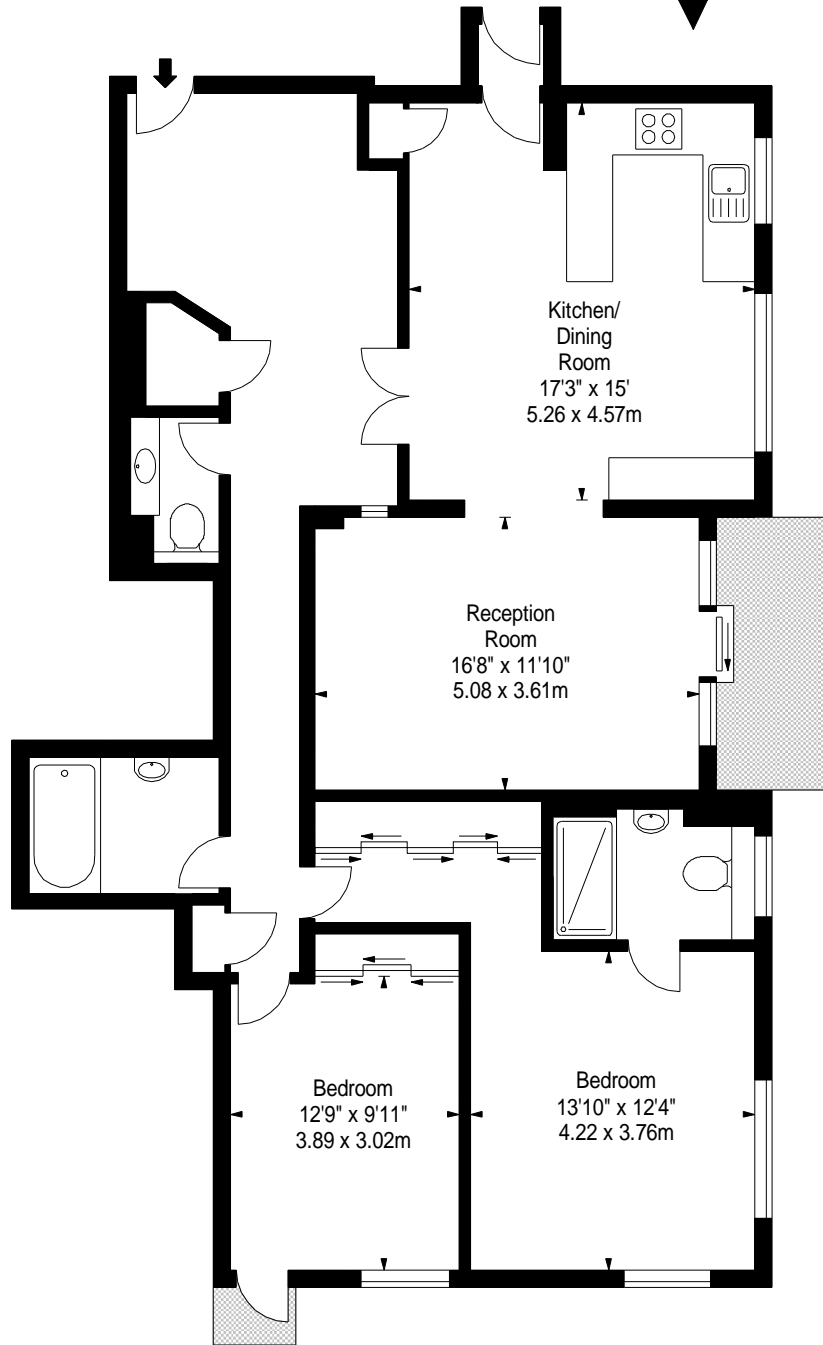 Kitchen/
Dining
Room
17'3" x 15'
5.26 x 4.57m
Reception
Room
16'8" x 11'10"
5.08 x 3.61m
Bedroom
12'9" x 9'11"
3.89 x 3.02m
Bedroom
13'10" x 12'4"
4.22 x 3.76m